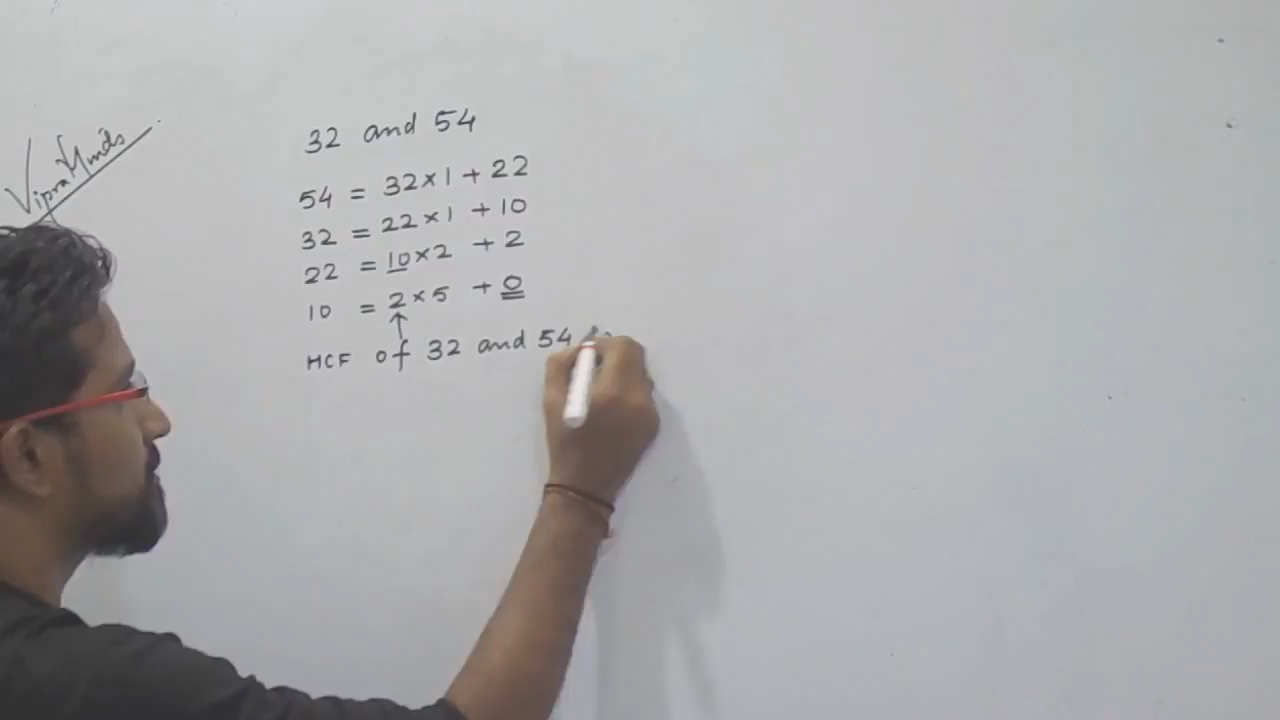 Vipra Minds
32 and 54
54 = 32×1 + 22
32 = 22×1 + 10
22 = 10×2 + 2
10 = 2×5 + 0
HCF of 32 and 54